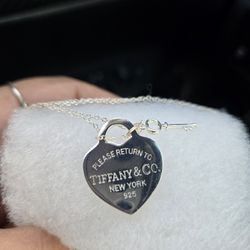 PLEASE RETURN TO
TIFFANY & CO.
NEW YORK
925